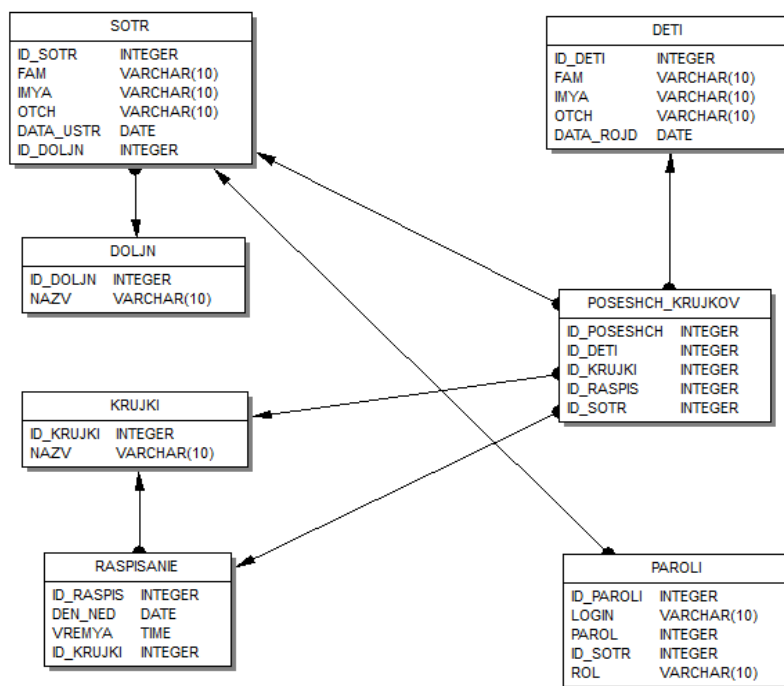 SOTR
ID_SOTR INTEGER
FAM VARCHAR(10)
IMYA VARCHAR(10)
OTCH VARCHAR(10)
DATA_USTR DATE
ID_DOLJN INTEGER
DETI
ID_DETI INTEGER
FAM VARCHAR(10)
IMYA VARCHAR(10)
OTCH VARCHAR(10)
DATA_ROJD DATE
DOLJN
ID_DOLJN INTEGER
NAZV VARCHAR(10)
POSESHCH_KRUJKOV
ID_POSESHCH INTEGER
ID_DETI INTEGER
ID_KRUJKI INTEGER
ID_RASPIS INTEGER
ID_SOTR INTEGER
KRUJKI
ID_KRUJKI INTEGER
NAZV VARCHAR(10)
RASPISANIE
ID_RASPIS INTEGER
DEN_NED DATE
VREMYA TIME
ID_KRUJKI INTEGER
PAROLI
ID_PAROLI INTEGER
LOGIN VARCHAR(10)
PAROL INTEGER
ID_SOTR INTEGER
ROL VARCHAR(10)